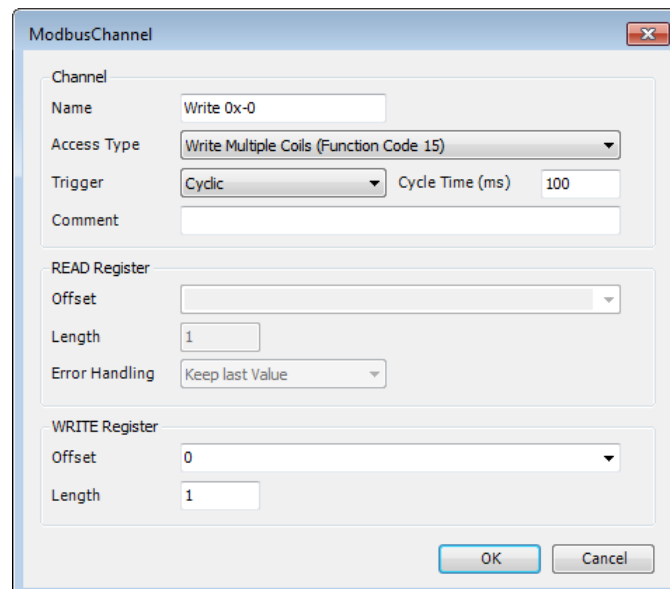 ModbusChannel
Channel
Name Write 0x-0
Access Type Write Multiple Coils (Function Code 15)
Trigger Cyclic Cycle Time (ms) 100
Comment
READ Register
Offset
Length 1
Error Handling Keep last Value
WRITE Register
Offset 0
Length 1
OK Cancel